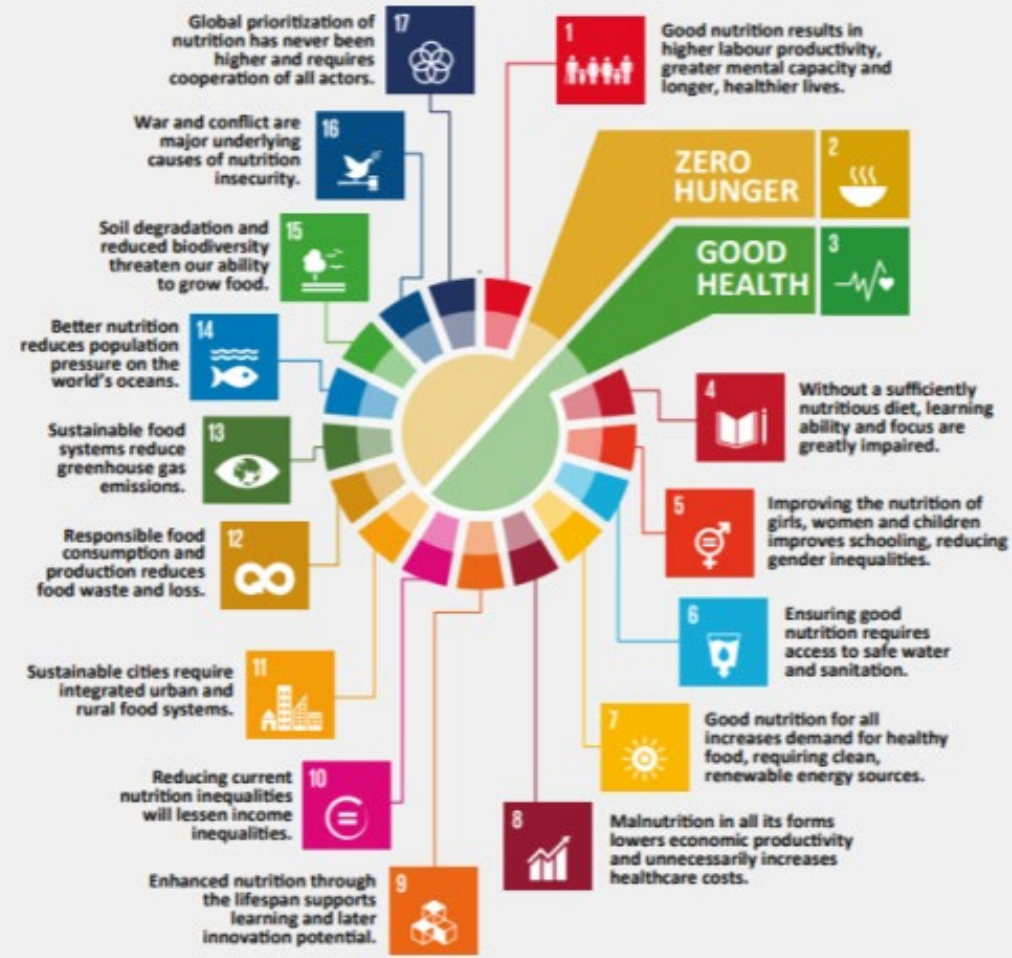 17
Global prioritization of
nutrition has never been
higher and requires
cooperation of all actors.
1
Good nutrition results in
higher labour productivity,
greater mental capacity and
longer, healthier lives.
16
War and conflict are
major underlying
causes of nutrition
insecurity.
ZERO
HUNGER
2
15
Soil degradation and
reduced biodiversity
threaten our ability
to grow food.
GOOD
HEALTH
3
14
Better nutrition
reduces population
pressure on the
world's oceans.
4
Without a sufficiently
nutritious diet, learning
ability and focus are
greatly impaired.
13
Sustainable food
systems reduce
greenhouse gas
emissions.
5
Improving the nutrition of
girls, women and children
improves schooling, reducing
gender inequalities.
12
Responsible food
consumption and
production reduces
food waste and loss.
6
Ensuring good
nutrition requires
access to safe water
and sanitation.
11
Sustainable cities require
integrated urban and
rural food systems.
7
Good nutrition for all
increases demand for healthy
food, requiring clean,
renewable energy sources.
10
Reducing current
nutrition inequalities
will lessen income
inequalities.
8
Malnutrition in all its forms
lowers economic productivity
and unnecessarily increases
healthcare costs.
9
Enhanced nutrition through
the lifespan supports
learning and later
innovation potential.